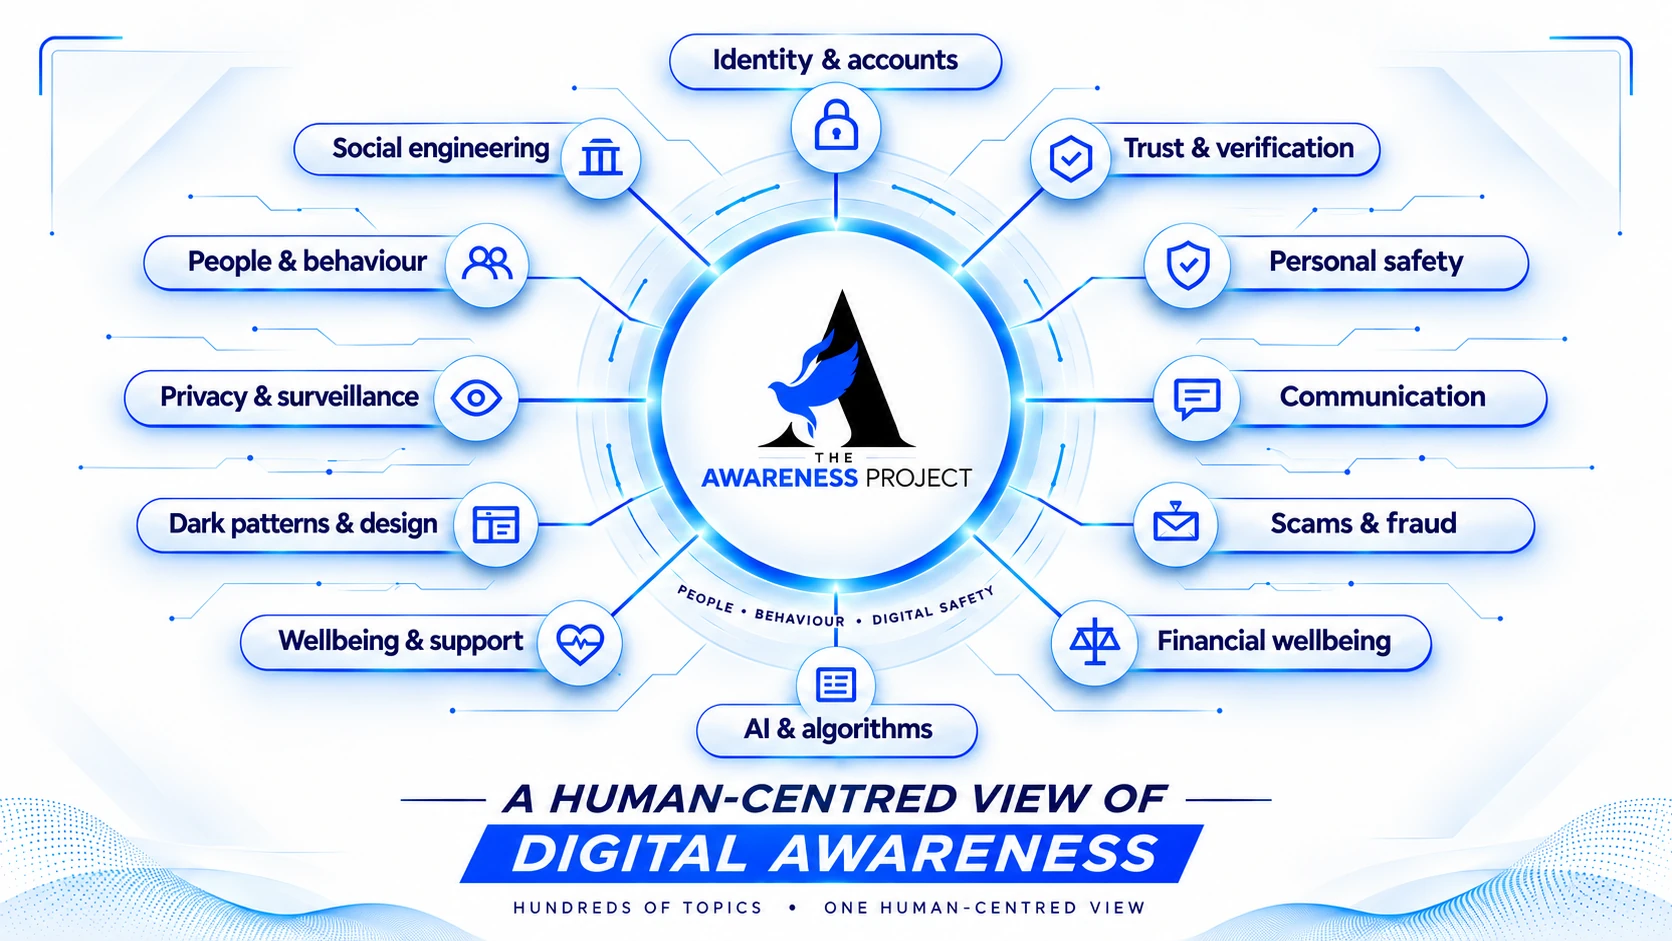 Identity & accounts
Social engineering
Trust & verification
People & behaviour
Personal safety
Privacy & surveillance
Communication
Dark patterns & design
Scams & fraud
Wellbeing & support
Financial wellbeing
AI & algorithms
THE
AWARENESS PROJECT
PEOPLE • BEHAVIOUR • DIGITAL SAFETY
A HUMAN-CENTRED VIEW OF
DIGITAL AWARENESS
HUNDREDS OF TOPICS • ONE HUMAN-CENTRED VIEW